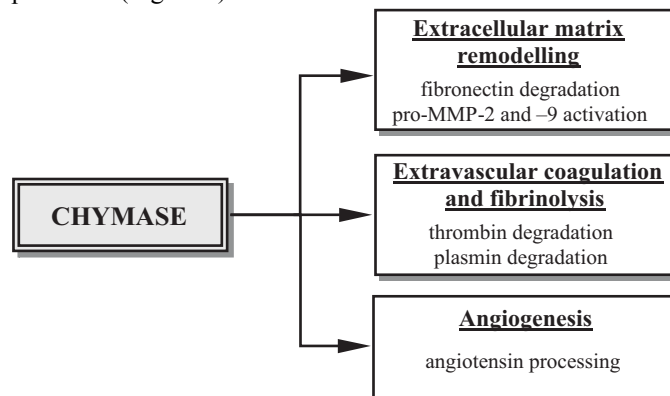 Extracellular matrix
remodelling
fibronectin degradation
pro-MMP-2 and –9 activation
CHYMASE
Extravascular coagulation
and fibrinolysis
thrombin degradation
plasmin degradation
Angiogenesis
angiotensin processing